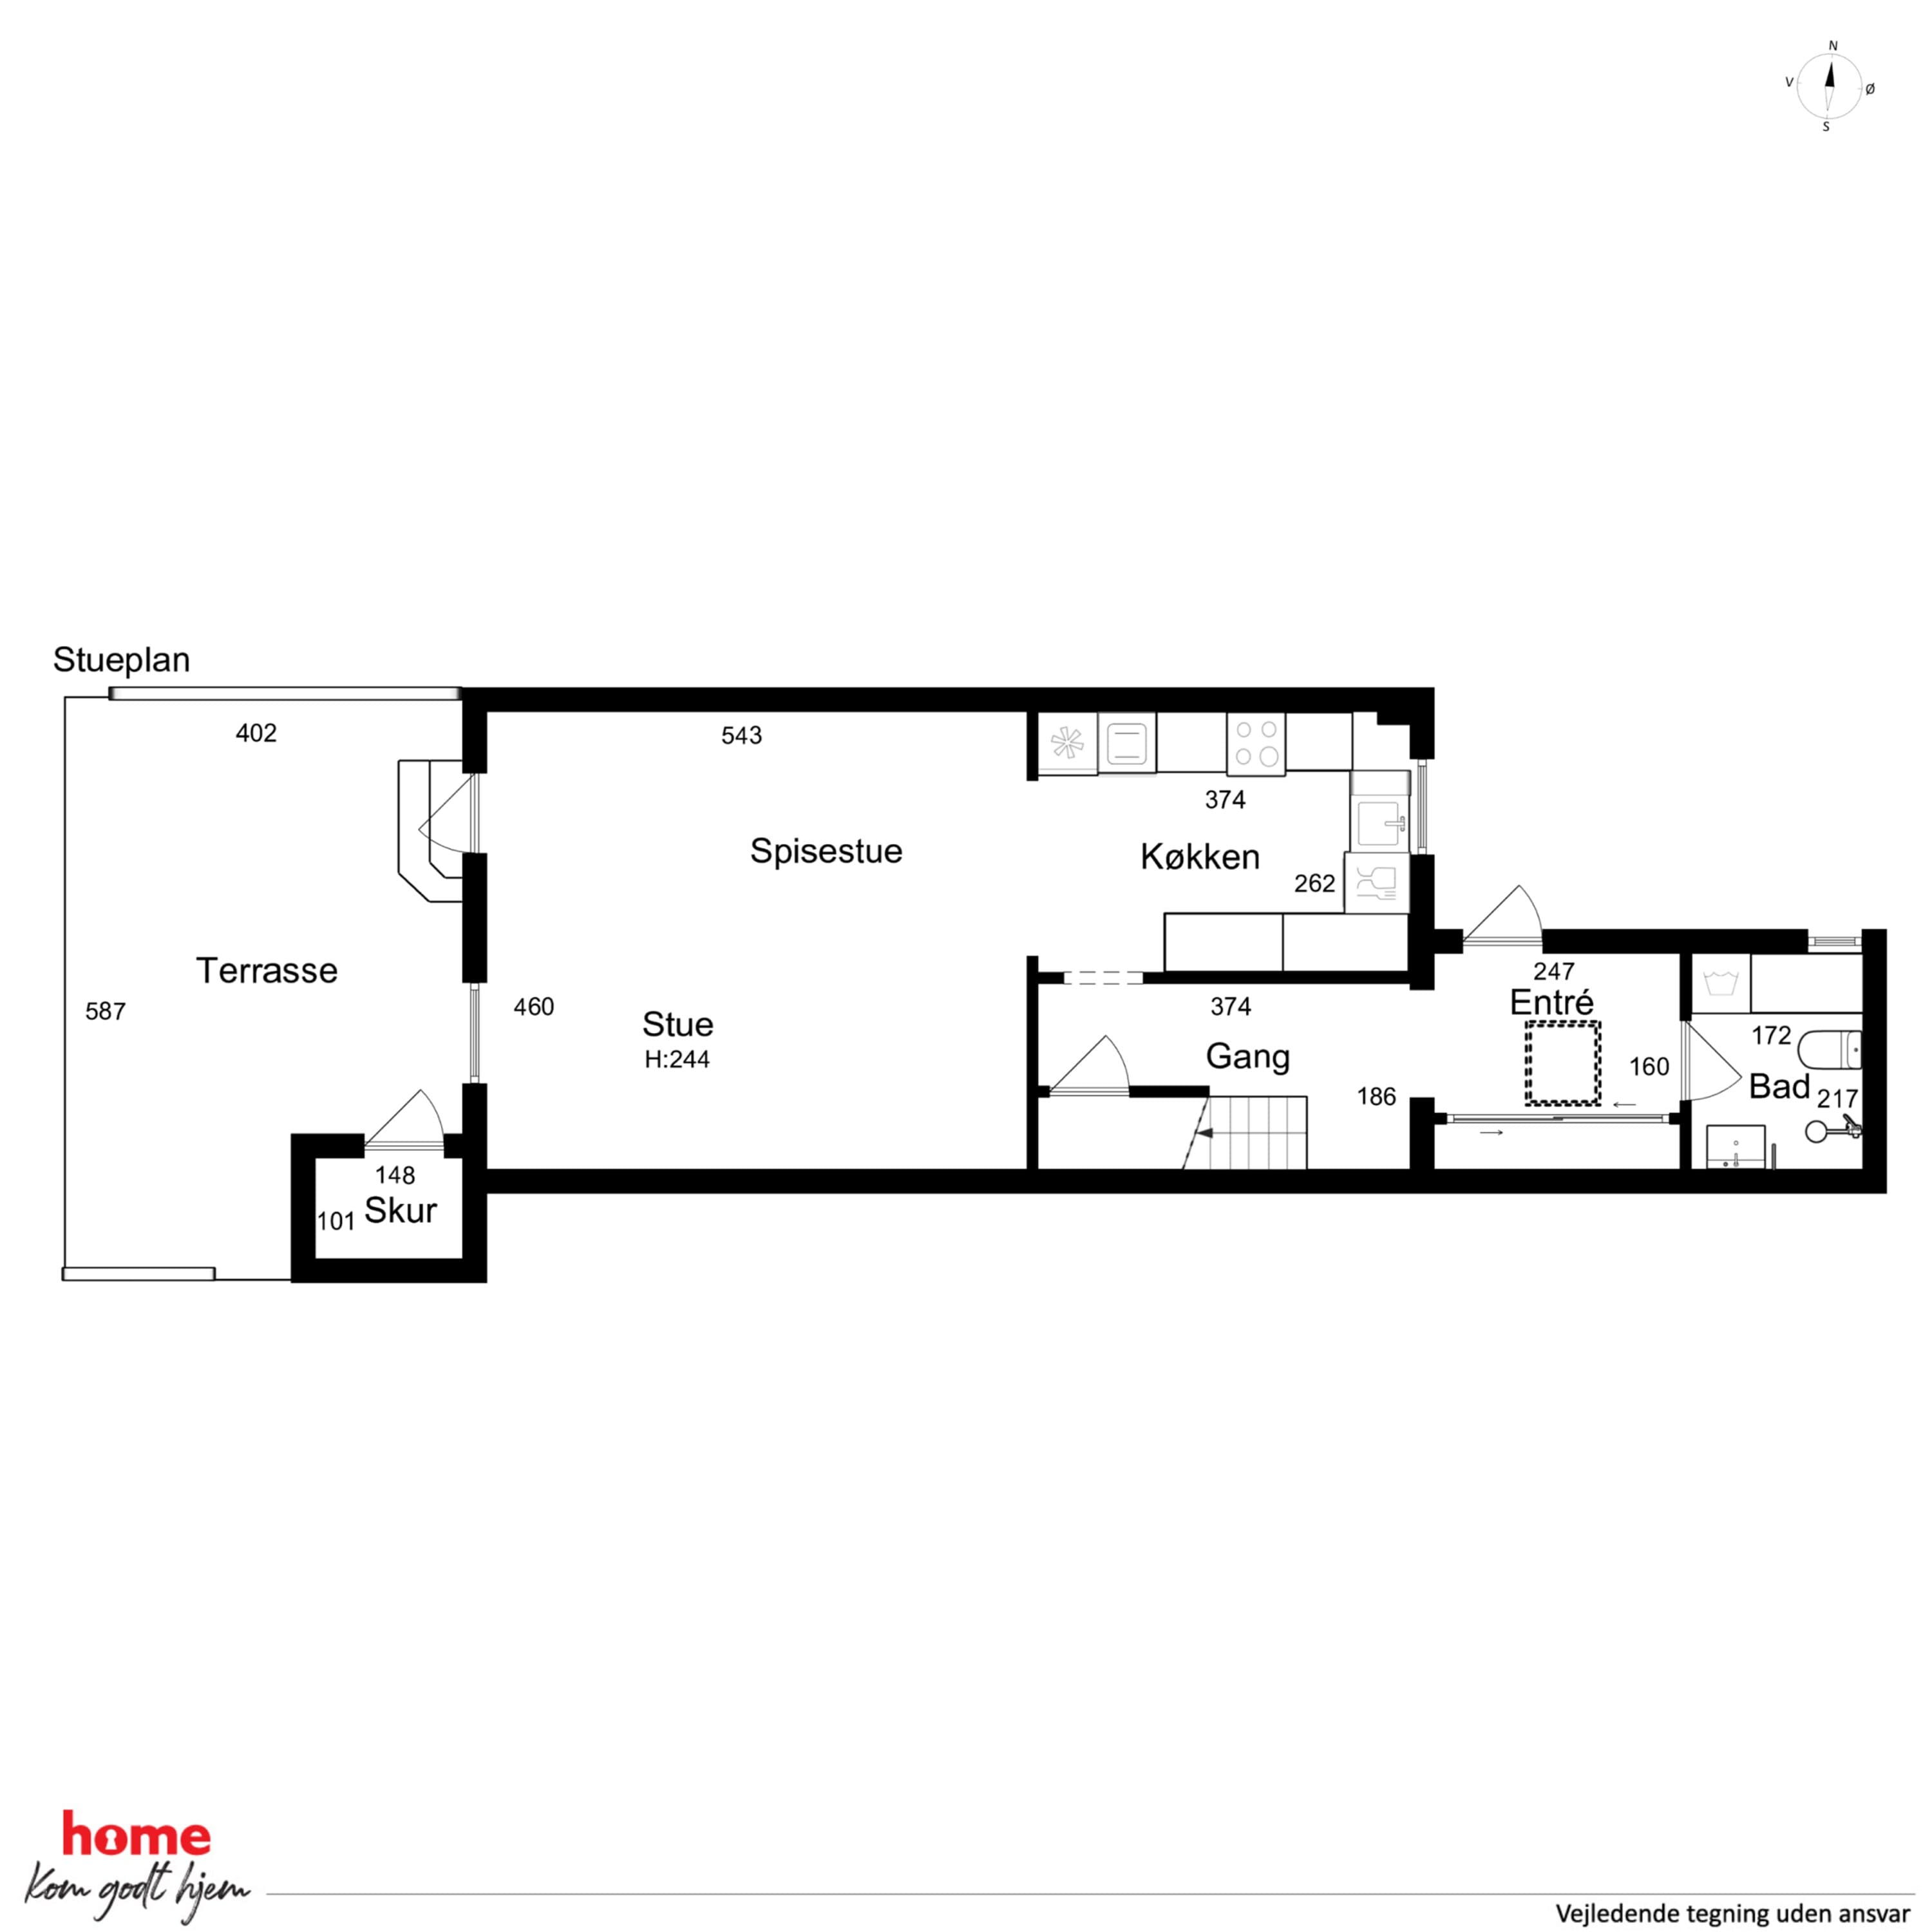 N
V
Ø
S
Stueplan
402
543
374
Spisestue
Køkken
262
Terrasse
247
587
460
374
Entré
Stue
172
H:244
Gang
160
Bad
186
217
148
101
Skur
home
Kom godt hjem
Vejledende tegning uden ansvar